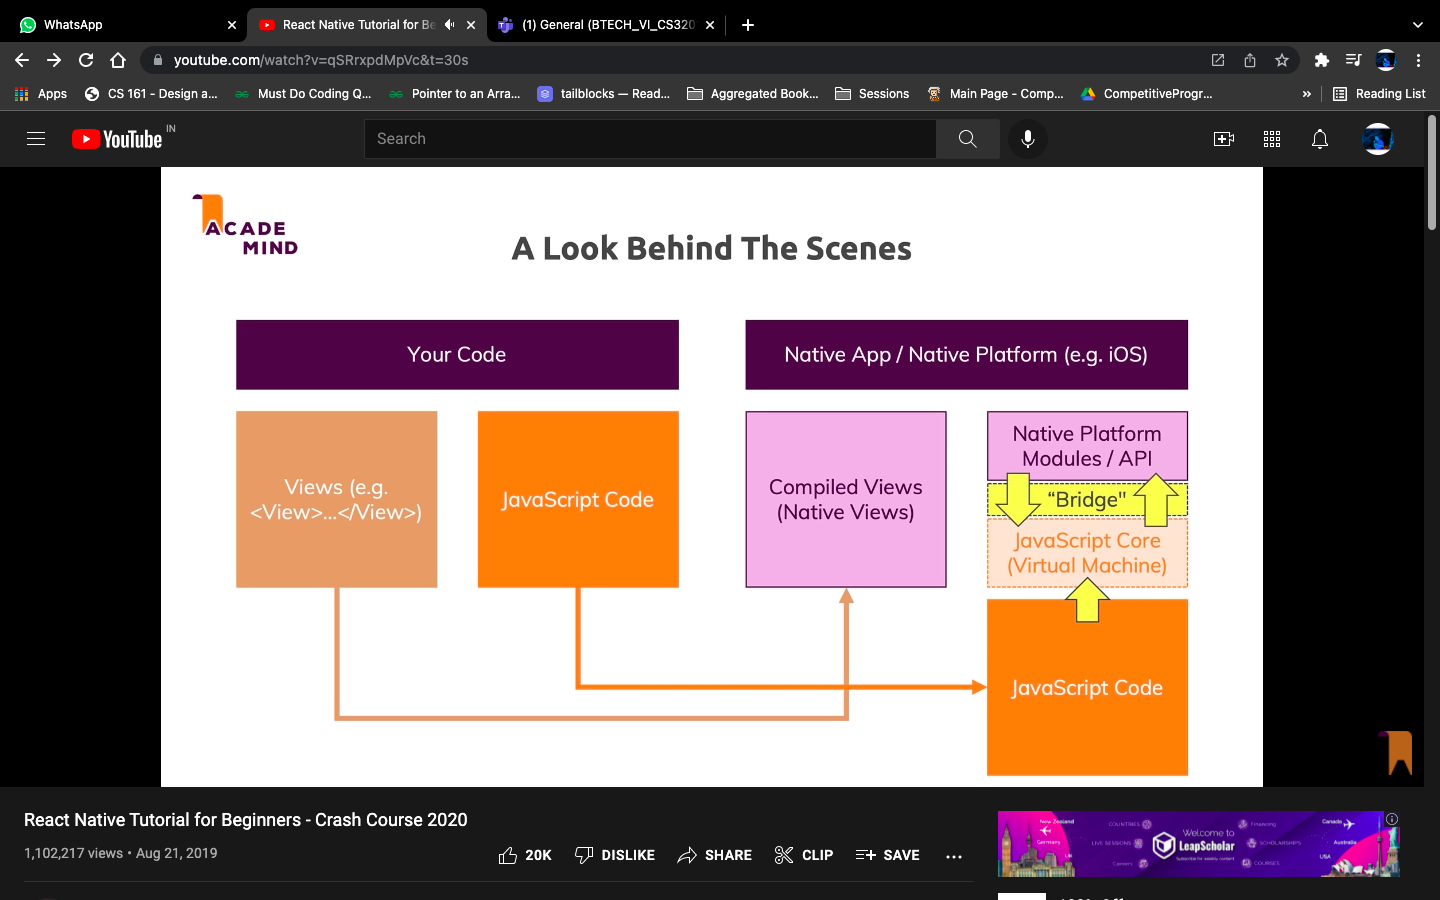 WhatsApp
React Native Tutorial for Be
(1) General (BTECH_VI_CS320
youtube.com/watch?v=qSRrxpdMpVc&t=30s
Apps
CS 161 - Design a...
Must Do Coding Q...
Pointer to an Arra...
tailblocks — Read...
Aggregated Book...
Sessions
Main Page - Comp...
CompetitiveProgr...
»
Reading List
YouTube IN
Search
ACADE
MIND
A Look Behind The Scenes
Your Code
Native App / Native Platform (e.g. iOS)
Views (e.g.
<View>...</View>)
JavaScript Code
Compiled Views
(Native Views)
Native Platform
Modules / API
“Bridge"
JavaScript Core
(Virtual Machine)
JavaScript Code
React Native Tutorial for Beginners - Crash Course 2020
1,102,217 views • Aug 21, 2019
20K
DISLIKE
SHARE
CLIP
SAVE
New Zealand
Germany
UK
COUNTRIES
LIVE SESSIONS
Careers
Welcome to
LeapScholar
Subscribe for weekly content
Financing
SCHOLARSHIPS
COURSES
Canada
Australia
USA